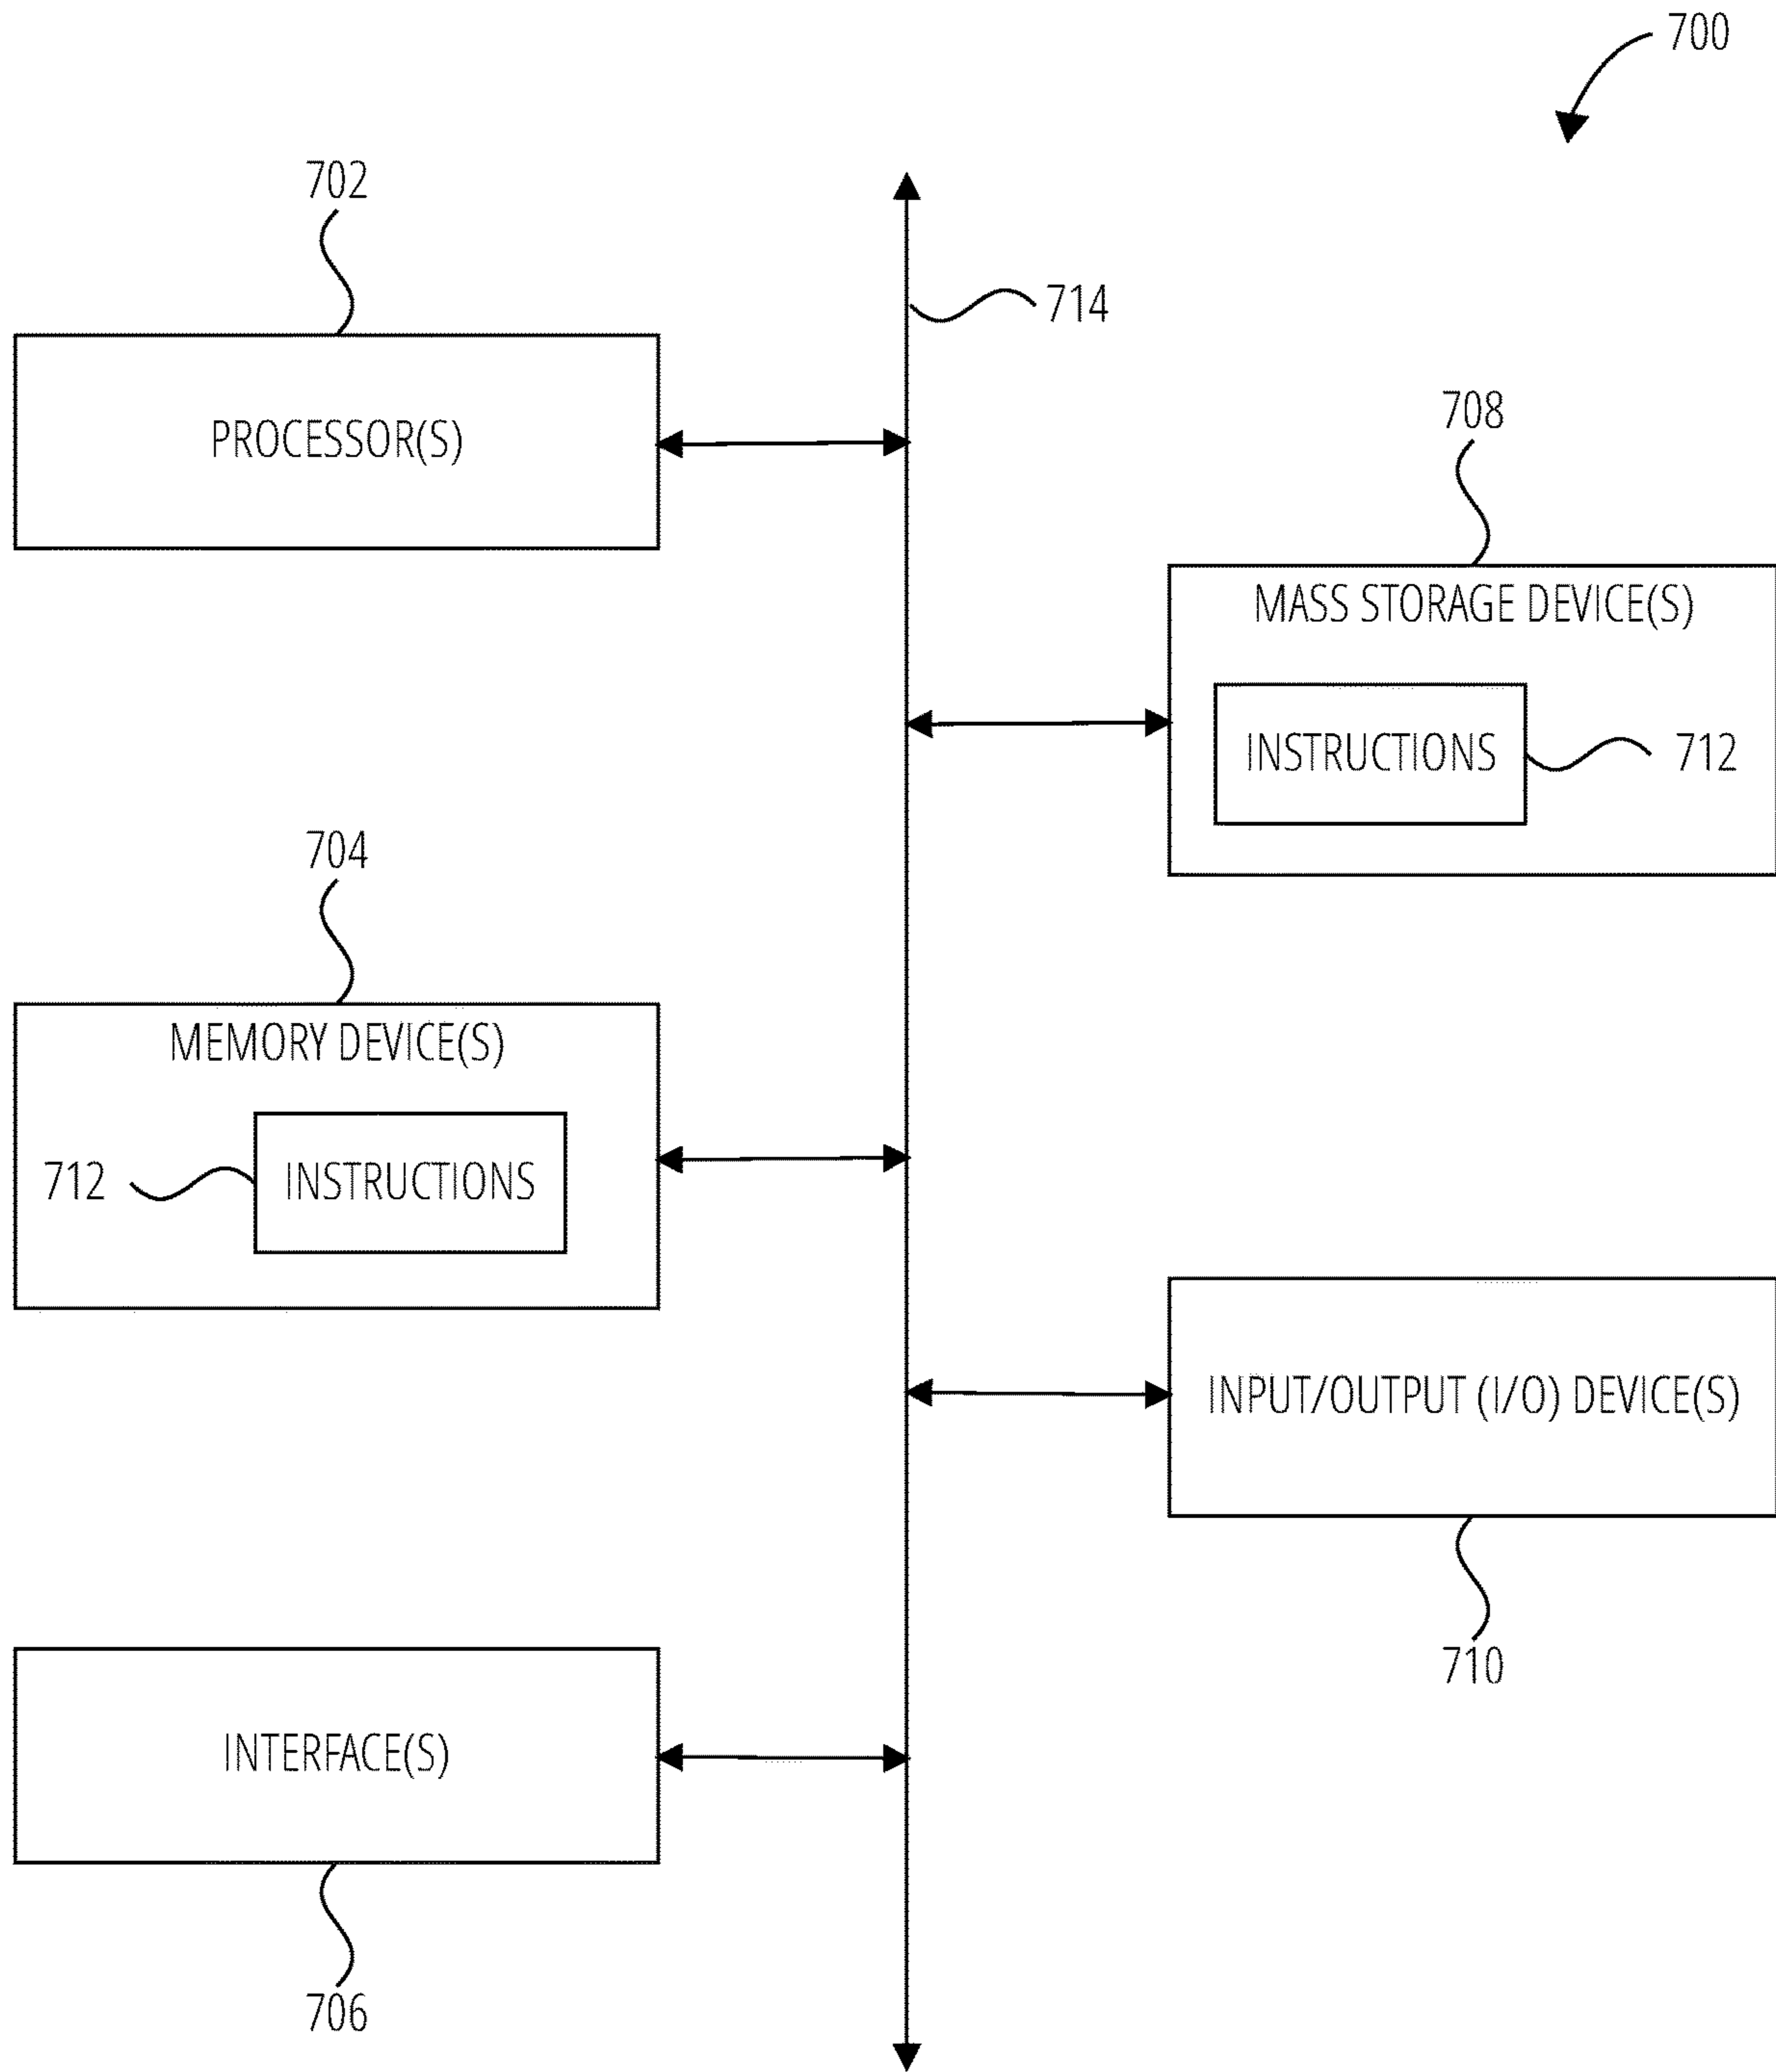 700
702
714
PROCESSOR(S)
708
MASS STORAGE DEVICE(S)
INSTRUCTIONS
712
704
MEMORY DEVICE(S)
712
INSTRUCTIONS
INPUT/OUTPUT (I/O) DEVICE(S)
710
INTERFACE(S)
706